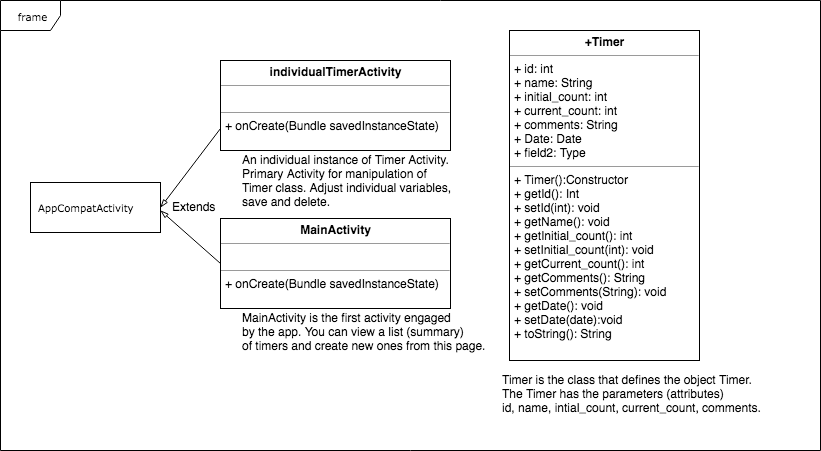 frame
individualTimerActivity
+ onCreate(Bundle savedInstanceState)
An individual instance of Timer Activity.
Primary Activity for manipulation of
Timer class. Adjust individual variables,
save and delete.
AppCompatActivity
Extends
MainActivity
+ onCreate(Bundle savedInstanceState)
MainActivity is the first activity engaged
by the app. You can view a list (summary)
of timers and create new ones from this page.
+Timer
+ id: int
+ name: String
+ initial_count: int
+ current_count: int
+ comments: String
+ Date: Date
+ field2: Type
+ Timer():Constructor
+ getId(): Int
+ setId(int): void
+ getName(): void
+ getInitial_count(): int
+ setInitial_count(int): void
+ getCurrent_count(): int
+ getComments(): String
+ setComments(String): void
+ getDate(): void
+ setDate(date):void
+ toString(): String
Timer is the class that defines the object Timer.
The Timer has the parameters (attributes)
id, name, intial_count, current_count, comments.